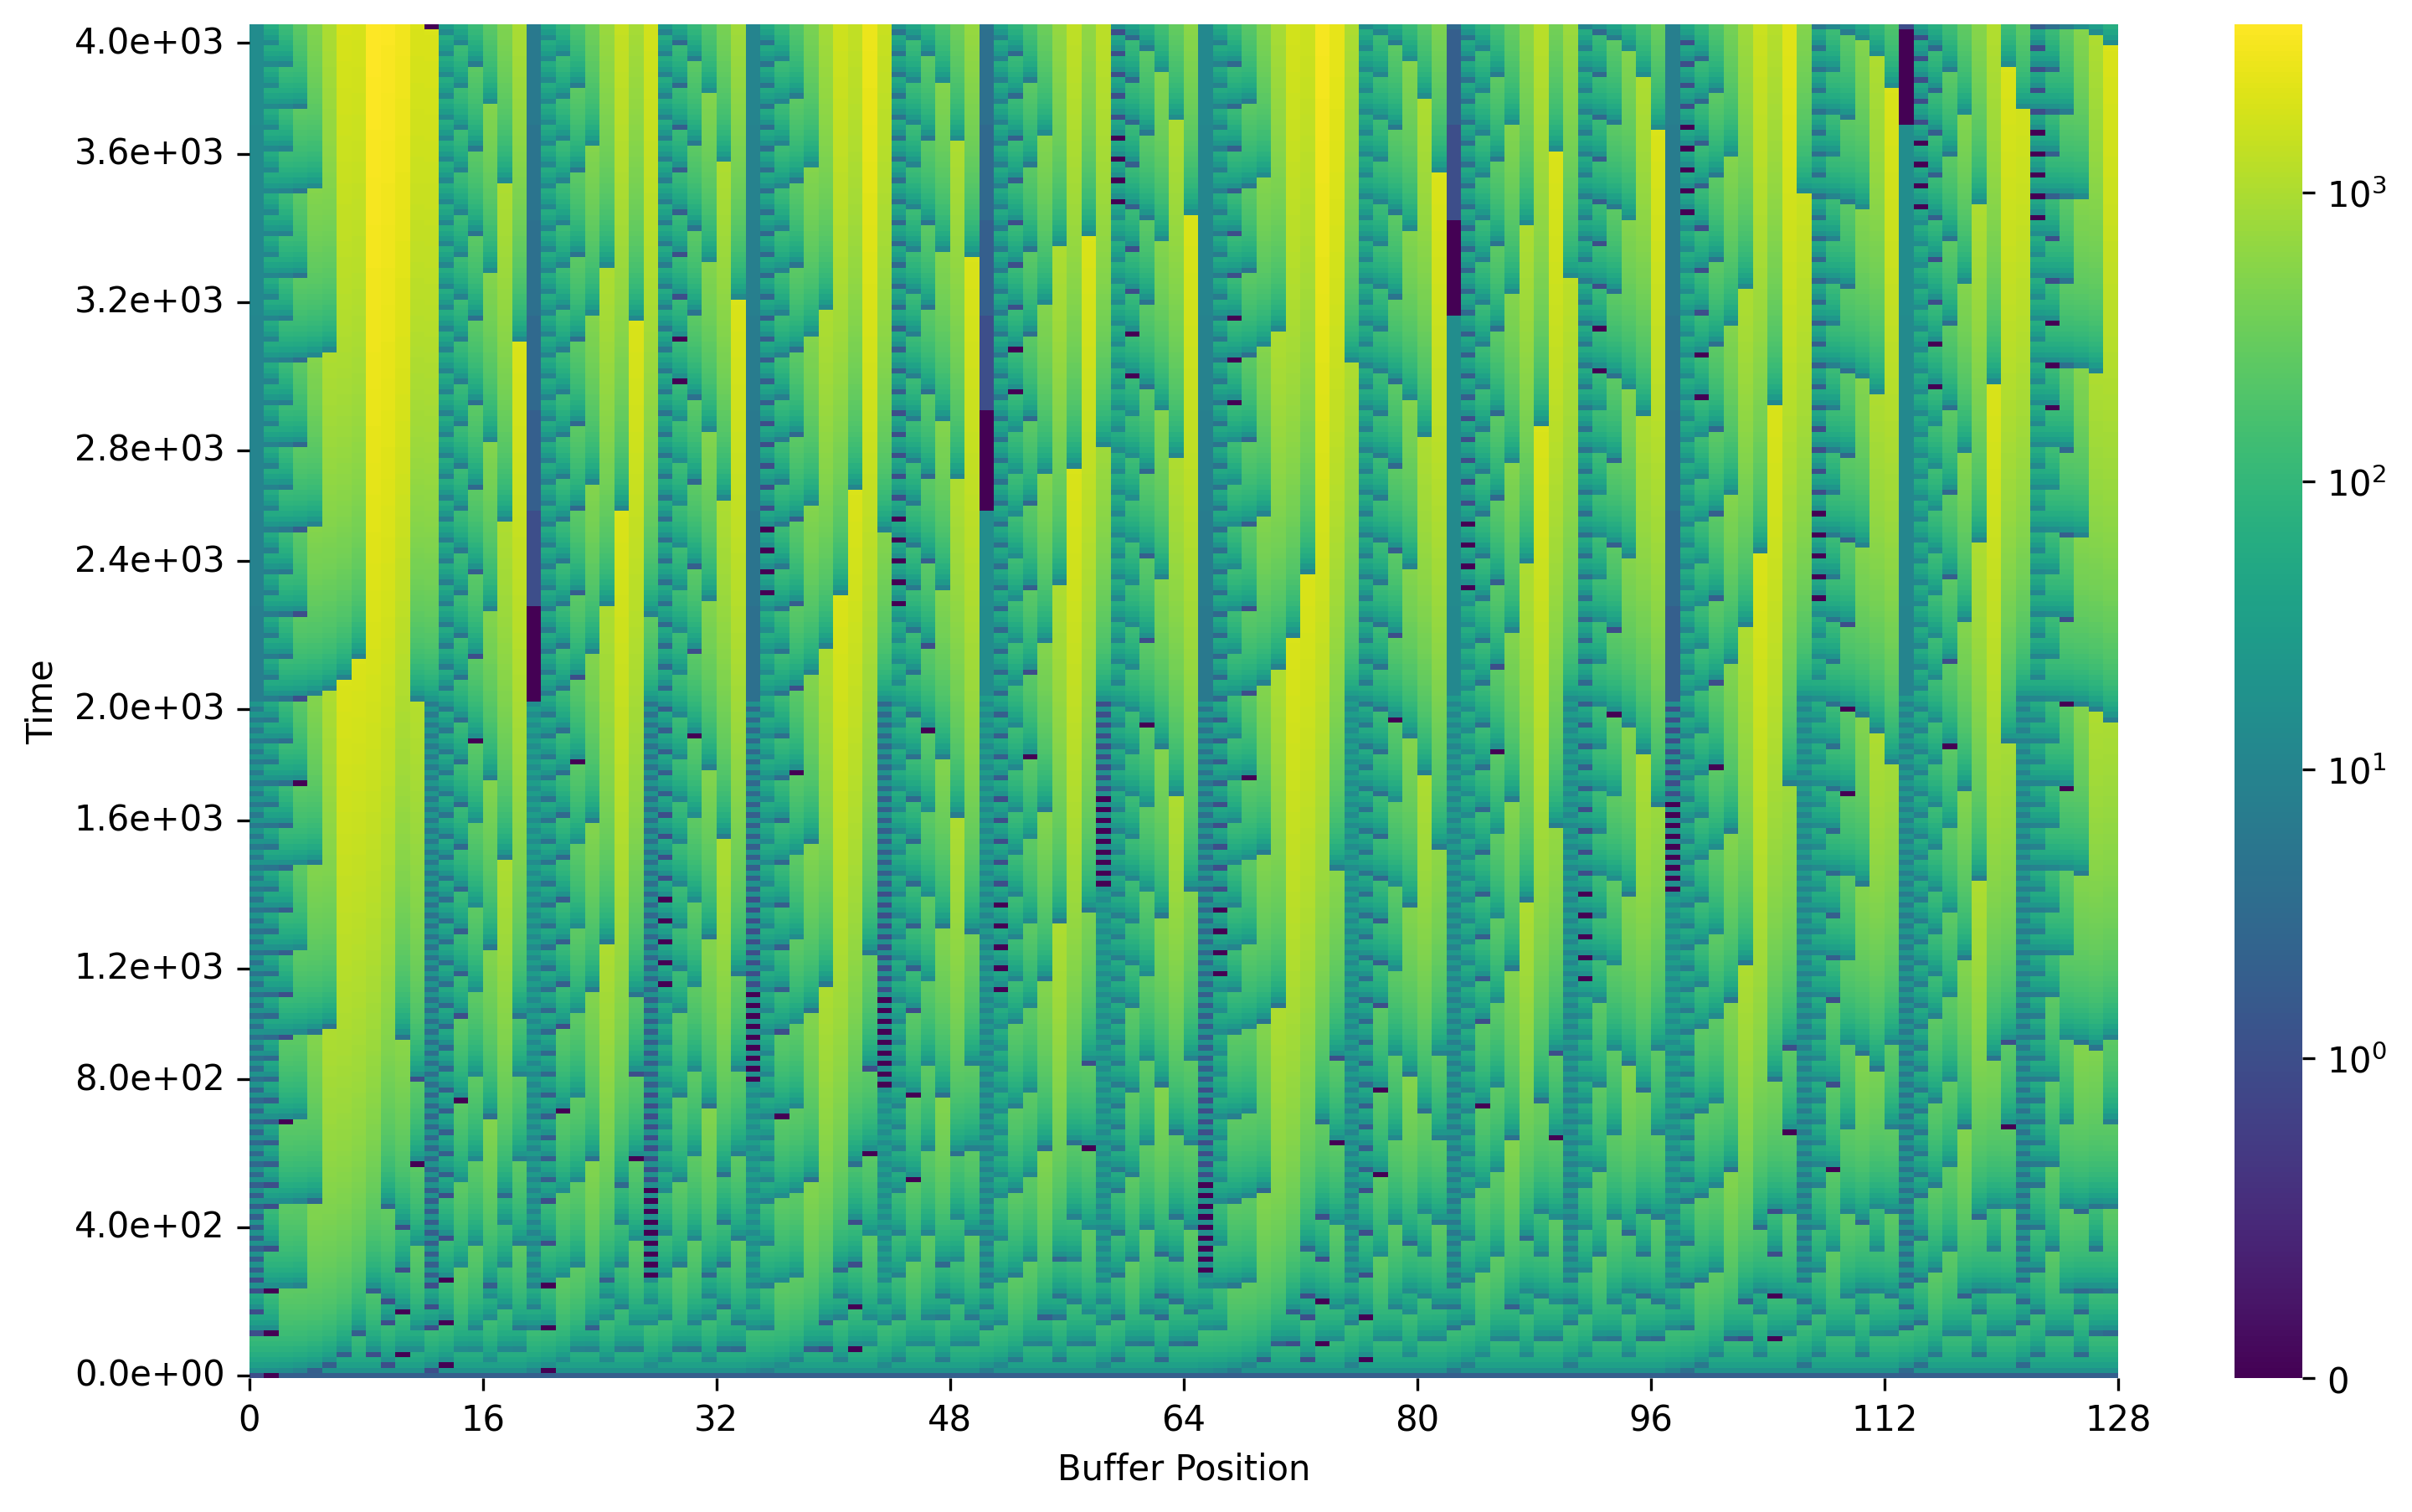 4.0e+03
3.6e+03
3.2e+03
2.8e+03
2.4e+03
2.0e+03
1.6e+03
1.2e+03
8.0e+02
4.0e+02
0.0e+00
Time
0 16 32 48 64 80 96 112 128
Buffer Position
10³
10²
10¹
10⁰
0